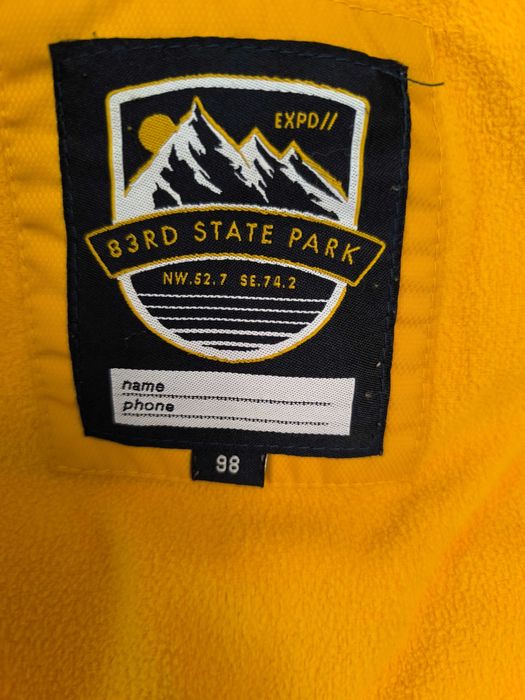 EXPD//
83RD STATE PARK
NW.52.7 SE.74.2
name
phone
98